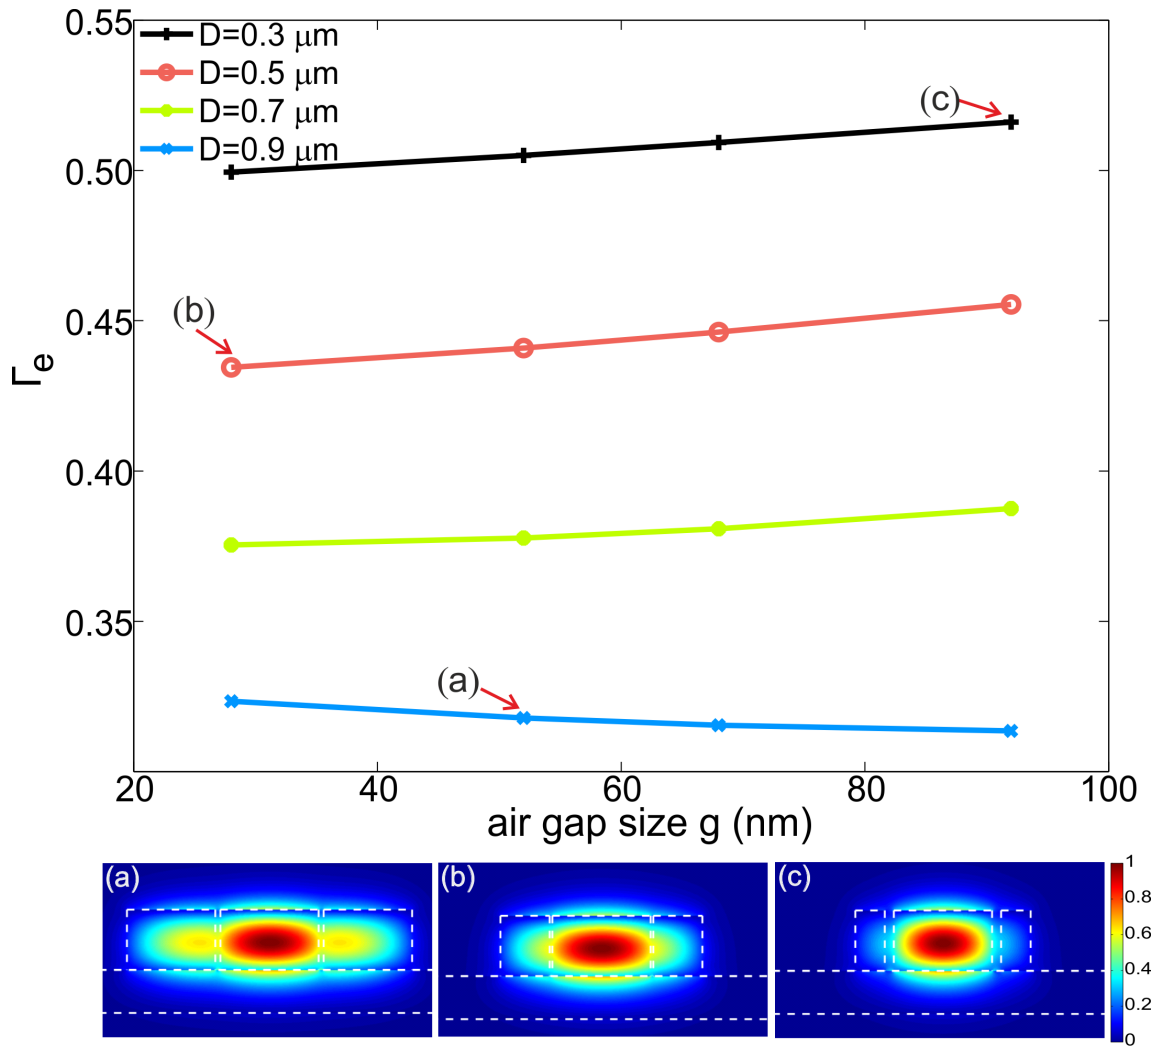 0.55
D=0.3 μm
D=0.5 μm
D=0.7 μm
D=0.9 μm
(c)
0.50
(b)
0.45
Γe
0.40
0.35
(a)
20 40 60 80 100
air gap size g (nm)
(a) (b) (c)
1
0.8
0.6
0.4
0.2
0